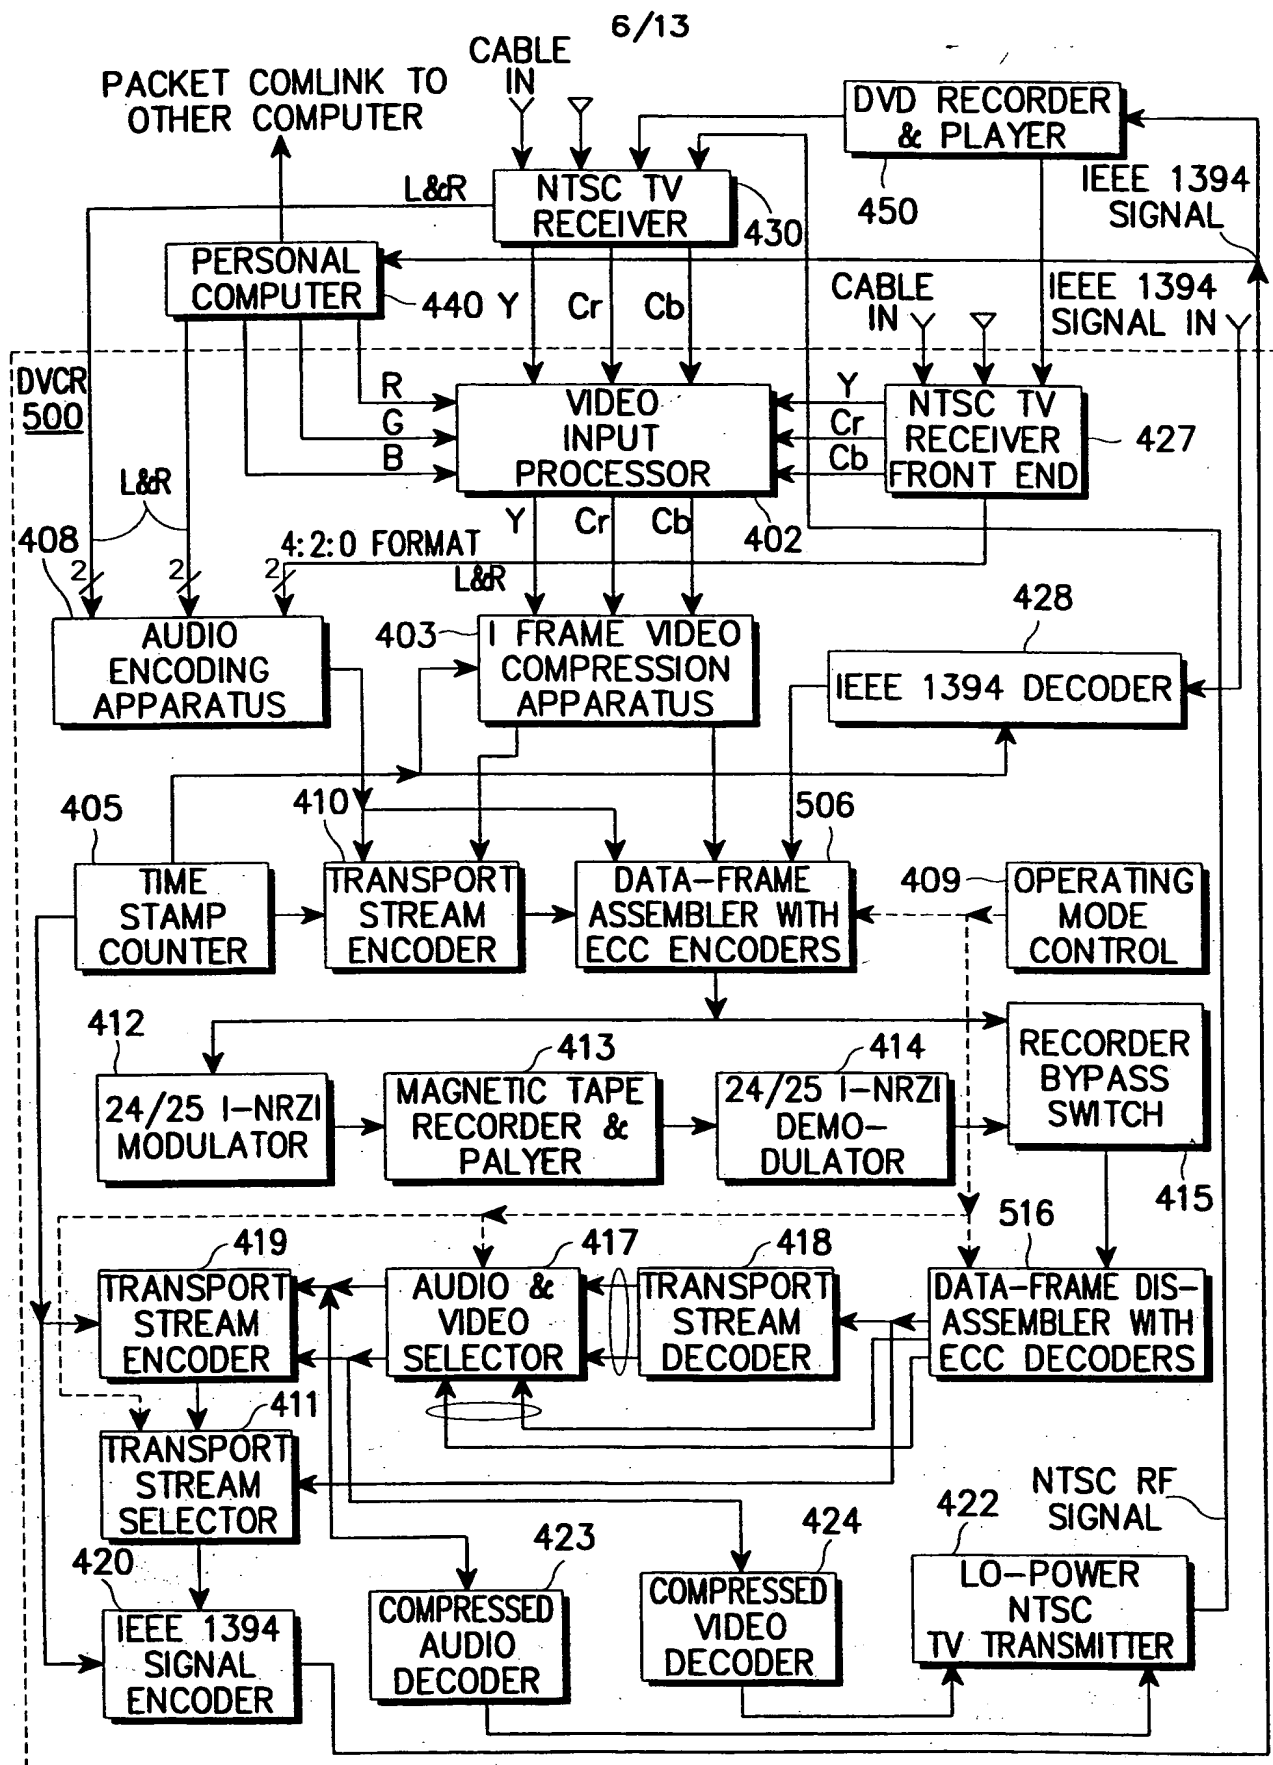 6/13
CABLE
IN
PACKET COMLINK TO
OTHER COMPUTER
DVD RECORDER
& PLAYER
450
IEEE 1394
SIGNAL
L&R
NTSC TV
RECEIVER
430
PERSONAL
COMPUTER
440
Y
Cr
Cb
CABLE
IN
IEEE 1394
SIGNAL IN
DVCR
500
R
G
B
VIDEO
INPUT
PROCESSOR
Y
Cr
Cb
NTSC TV
RECEIVER
FRONT END
427
L&R
Y
Cr
Cb
402
408
4:2:0 FORMAT
2
2
2
L&R
AUDIO
ENCODING
APPARATUS
403
I FRAME VIDEO
COMPRESSION
APPARATUS
428
IEEE 1394 DECODER
405
410
506
TIME
STAMP
COUNTER
TRANSPORT
STREAM
ENCODER
DATA-FRAME
ASSEMBLER WITH
ECC ENCODERS
409
OPERATING
MODE
CONTROL
412
413
414
24/25 I-NRZI
MODULATOR
MAGNETIC TAPE
RECORDER &
PALYER
24/25 I-NRZI
DEMO-
DULATOR
RECORDER
BYPASS
SWITCH
415
419
417
418
516
TRANSPORT
STREAM
ENCODER
AUDIO &
VIDEO
SELECTOR
TRANSPORT
STREAM
DECODER
DATA-FRAME DIS-
ASSEMBLER WITH
ECC DECODERS
411
TRANSPORT
STREAM
SELECTOR
NTSC RF
SIGNAL
420
423
424
422
IEEE 1394
SIGNAL
ENCODER
COMPRESSED
AUDIO
DECODER
COMPRESSED
VIDEO
DECODER
LO-POWER
NTSC
TV TRANSMITTER